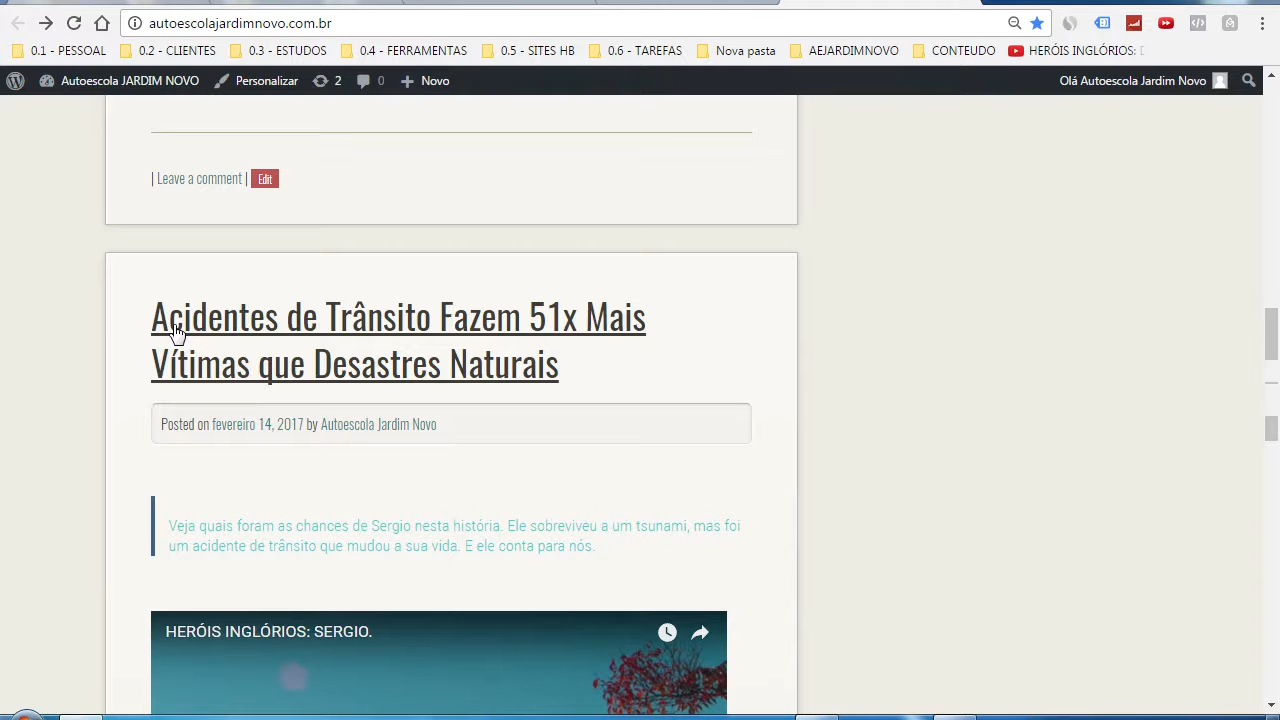 autoescolajardimnovo.com.br
0.1 - PESSOAL 0.2 - CLIENTES 0.3 - ESTUDOS 0.4 - FERRAMENTAS 0.5 - SITES HB 0.6 - TAREFAS Nova pasta AEJARDIMNOVO CONTEUDO HERÓIS INGLÓRIOS:
Autoescola JARDIM NOVO Personalizar 2 0 Novo Olá Autoescola Jardim Novo
| Leave a comment | Edit
Acidentes de Trânsito Fazem 51x Mais
Vítimas que Desastres Naturais
Posted on fevereiro 14, 2017 by Autoescola Jardim Novo
Veja quais foram as chances de Sergio nesta história. Ele sobreviveu a um tsunami, mas foi
um acidente de trânsito que mudou a sua vida. E ele conta para nós.
HERÓIS INGLÓRIOS: SERGIO.